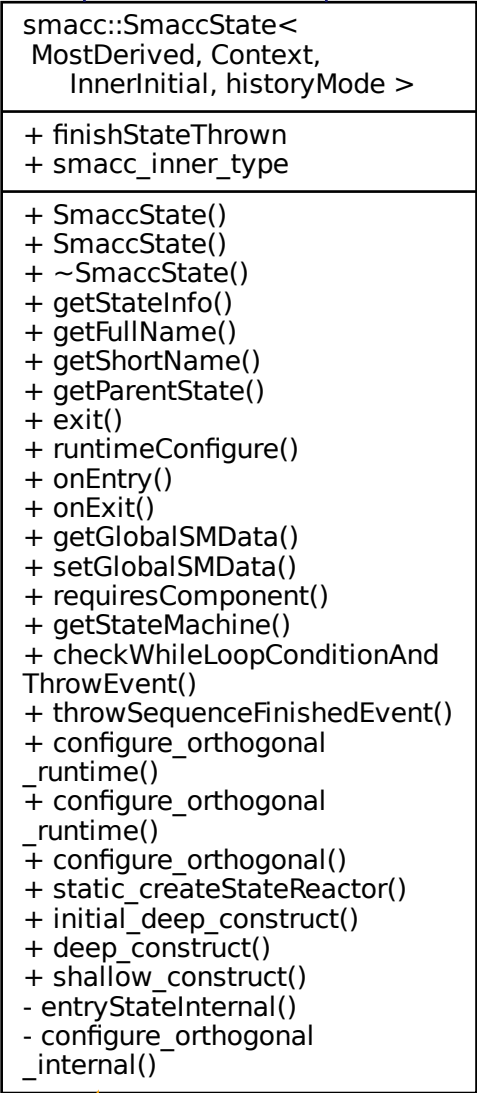 smacc::SmaccState<
MostDerived, Context,
InnerInitial, historyMode >
+ finishStateThrown
+ smacc_inner_type
+ SmaccState()
+ SmaccState()
+ ~SmaccState()
+ getStateInfo()
+ getFullName()
+ getShortName()
+ getParentState()
+ exit()
+ runtimeConfigure()
+ onEntry()
+ onExit()
+ getGlobalSMData()
+ setGlobalSMData()
+ requiresComponent()
+ getStateMachine()
+ checkWhileLoopConditionAnd
ThrowEvent()
+ throwSequenceFinishedEvent()
+ configure_orthogonal
_runtime()
+ configure_orthogonal
_runtime()
+ configure_orthogonal()
+ static_createStateReactor()
+ initial_deep_construct()
+ deep_construct()
+ shallow_construct()
- entryStateInternal()
- configure_orthogonal
_internal()